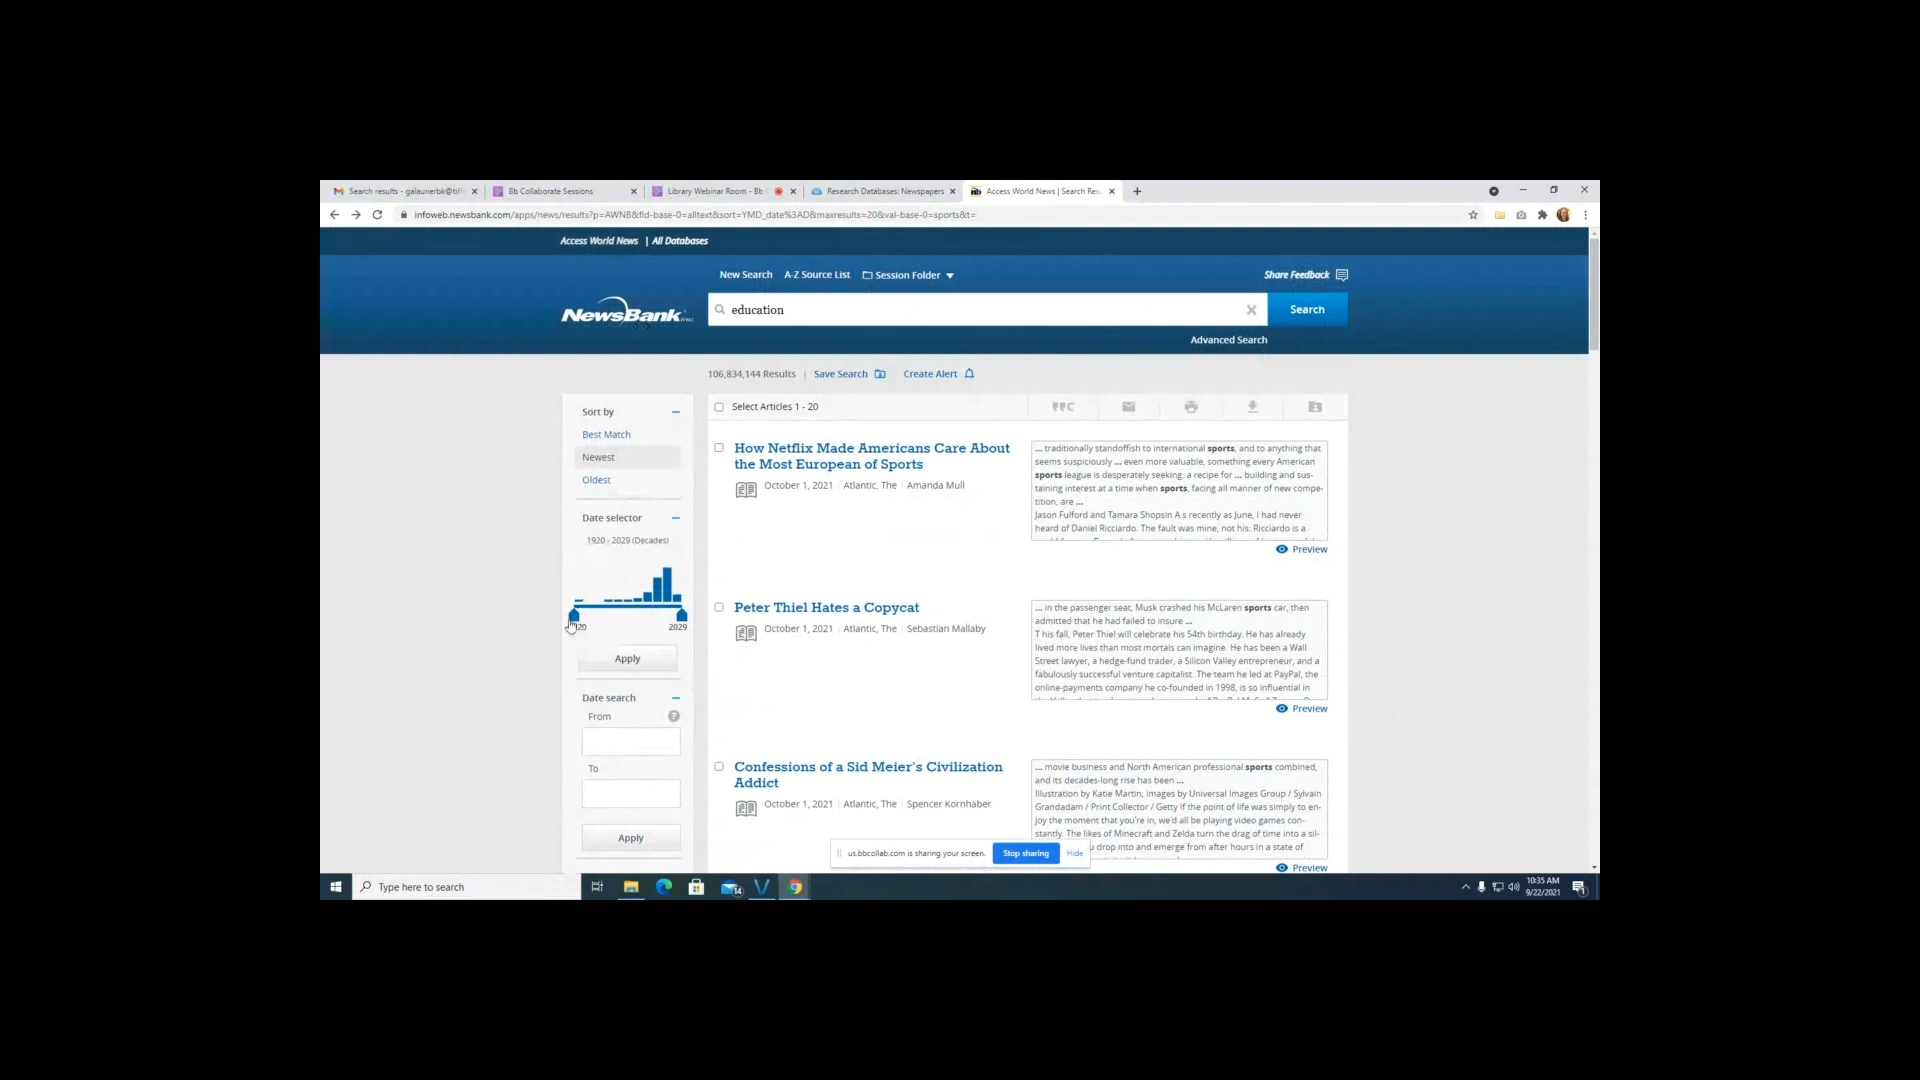 Search results - galaunerbk@tiff
Bb Collaborate Sessions
Library Webinar Room - Bb
Research Databases: Newspapers
Access World News | Search Res
infoweb.newsbank.com/apps/news/results?p=AWNB&fld-base-0=alltext&sort=YMD_date%3AD&maxresults=20&val-base-0=sports&t=
Access World News | All Databases
New Search A-Z Source List Session Folder
Share Feedback
NewsBank inc.
education
Search
Advanced Search
106,834,144 Results | Save Search Create Alert
Sort by
Best Match
Newest
Oldest
Date selector
1920 - 2029 (Decades)
20 2029
Apply
Date search
From
?
To
Apply
Select Articles 1 - 20
How Netflix Made Americans Care About
the Most European of Sports
October 1, 2021 | Atlantic, The | Amanda Mull
... traditionally standoffish to international sports, and to anything that
seems suspiciously ... even more valuable, something every American
sports league is desperately seeking: a recipe for ... building and sus-
taining interest at a time when sports, facing all manner of new compe-
tition, are ...
Jason Fulford and Tamara Shopsin A s recently as June, I had never
heard of Daniel Ricciardo. The fault was mine, not his: Ricciardo is a
Preview
Peter Thiel Hates a Copycat
October 1, 2021 | Atlantic, The | Sebastian Mallaby
... in the passenger seat, Musk crashed his McLaren sports car, then
admitted that he had failed to insure ...
T his fall, Peter Thiel will celebrate his 54th birthday. He has already
lived more lives than most mortals can imagine. He has been a Wall
Street lawyer, a hedge-fund trader, a Silicon Valley entrepreneur, and a
fabulously successful venture capitalist. The team he led at PayPal, the
online-payments company he co-founded in 1998, is so influential in
Preview
Confessions of a Sid Meier's Civilization
Addict
October 1, 2021 | Atlantic, The | Spencer Kornhaber
... movie business and North American professional sports combined,
and its decades-long rise has been ...
Illustration by Katie Martin; images by Universal Images Group / Sylvain
Grandadam / Print Collector / Getty If the point of life was simply to en-
joy the moment that you're in, we'd all be playing video games con-
stantly. The likes of Minecraft and Zelda turn the drag of time into a sil-
u drop into and emerge from after hours in a state of
Preview
us.bbcollab.com is sharing your screen. Stop sharing Hide
Type here to search
14
10:35 AM
9/22/2021
1